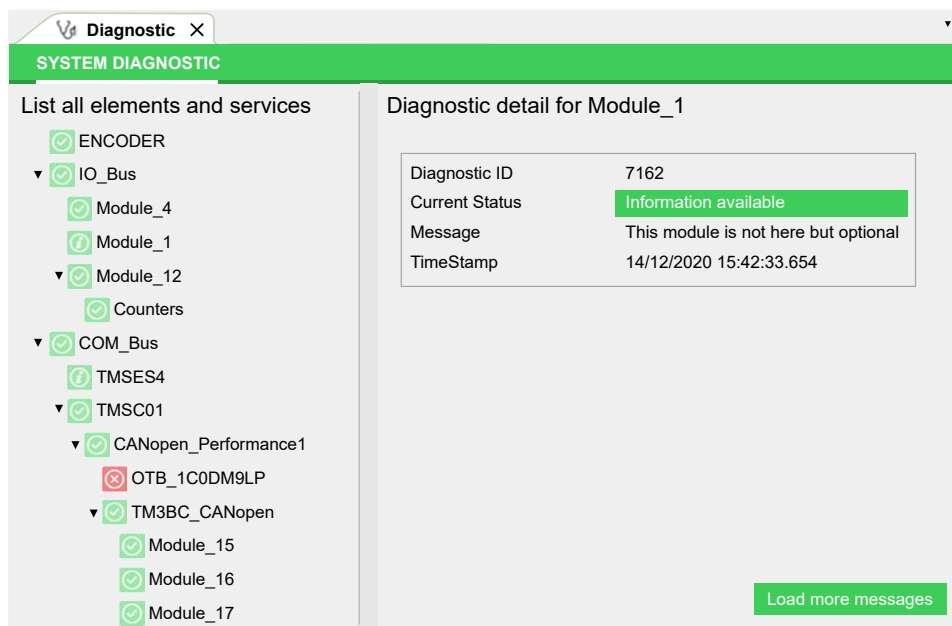 Diagnostic
SYSTEM DIAGNOSTIC
List all elements and services
ENCODER
IO_Bus
Module_4
Module_1
Module_12
Counters
COM_Bus
TMSES4
TMSC01
CANopen_Performance1
OTB_1C0DM9LP
TM3BC_CANopen
Module_15
Module_16
Module_17
Diagnostic detail for Module_1
Diagnostic ID 7162
Current Status Information available
Message This module is not here but optional
TimeStamp 14/12/2020 15:42:33.654
Load more messages